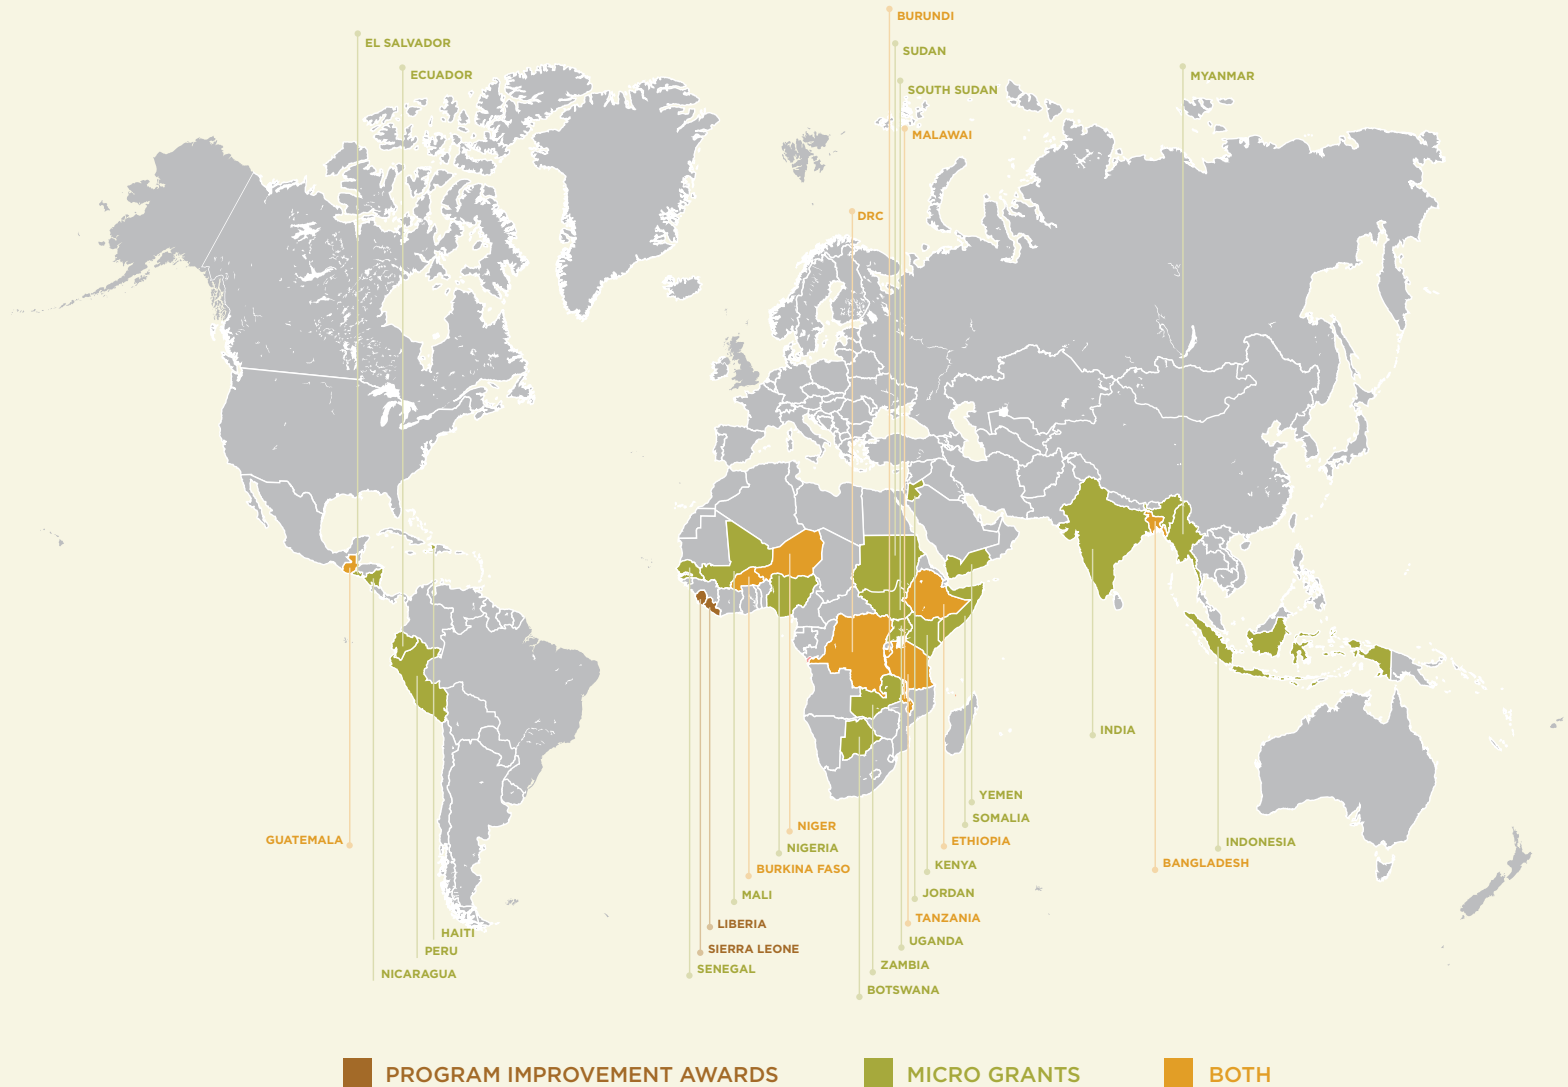 BURUNDI
EL SALVADOR
SUDAN
ECUADOR
MYANMAR
SOUTH SUDAN
MALAWAI
DRC
INDIA
YEMEN
SOMALIA
NIGER
GUATEMALA
ETHIOPIA
INDONESIA
NIGERIA
BANGLADESH
KENYA
BURKINA FASO
JORDAN
MALI
TANZANIA
LIBERIA
HAITI
UGANDA
SIERRA LEONE
PERU
ZAMBIA
SENEGAL
NICARAGUA
BOTSWANA
PROGRAM IMPROVEMENT AWARDS
MICRO GRANTS
BOTH